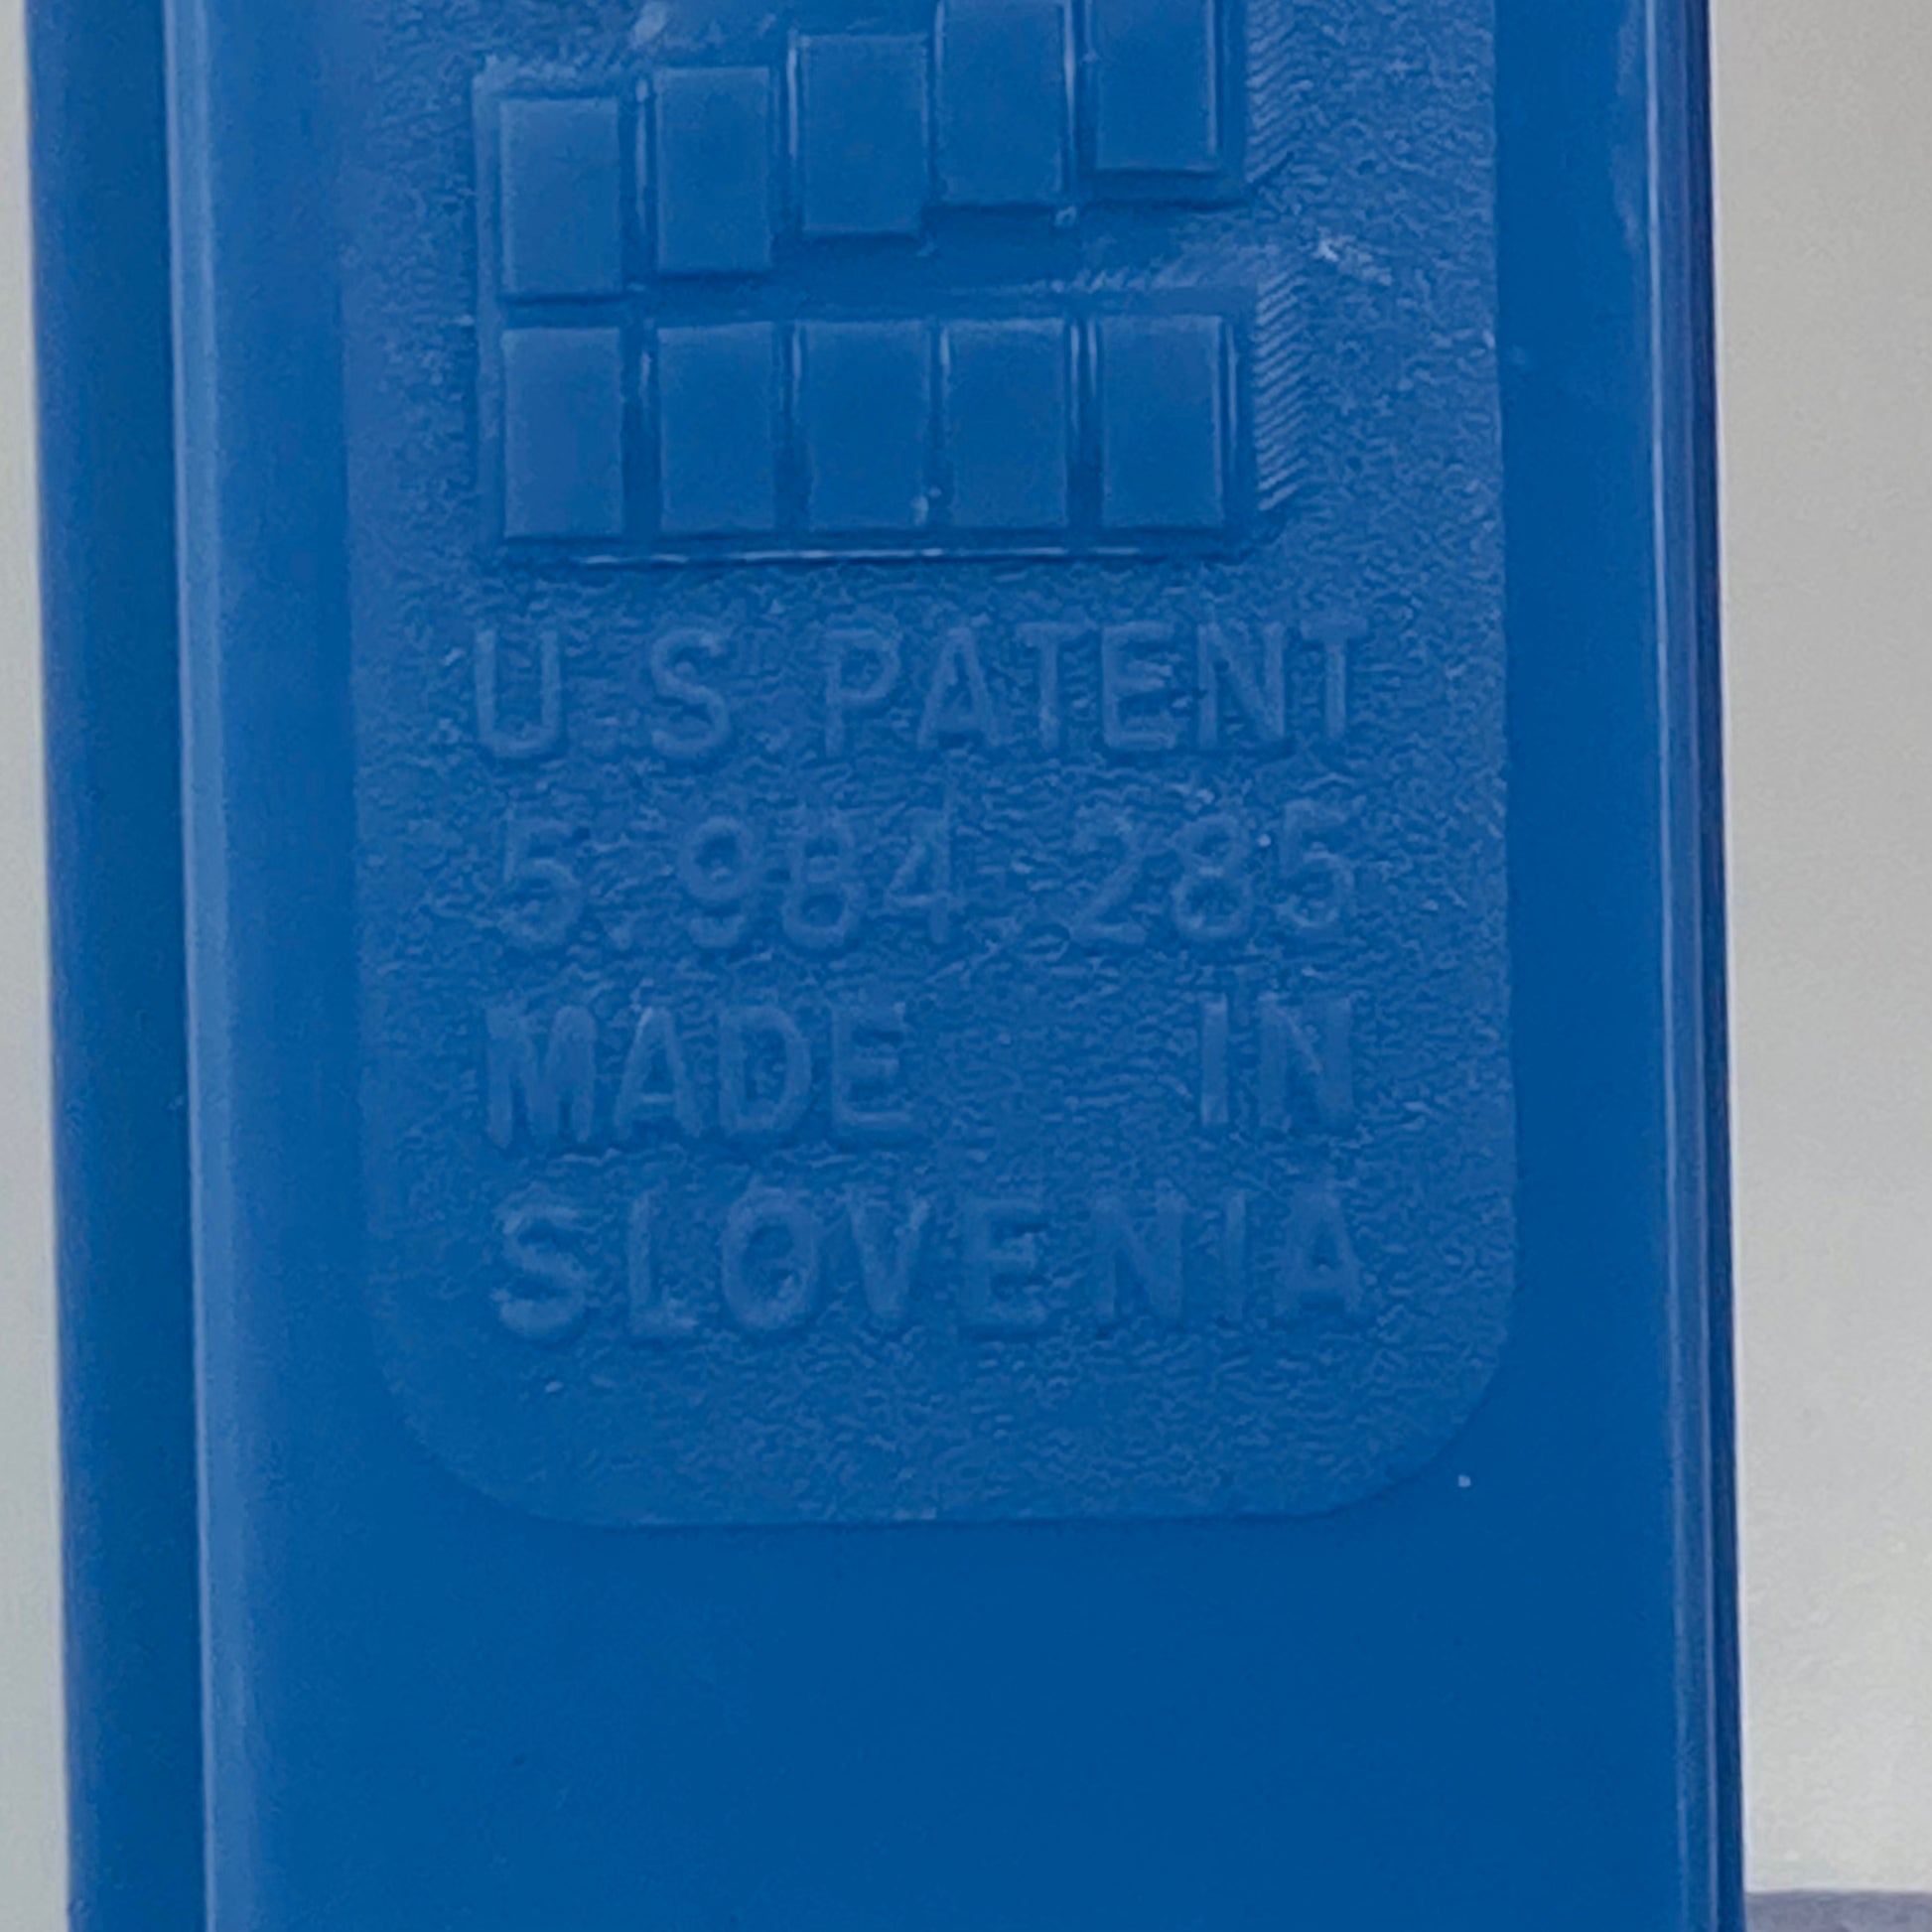 U S PATENT
5.984.285
MADE IN
SLOVENIA